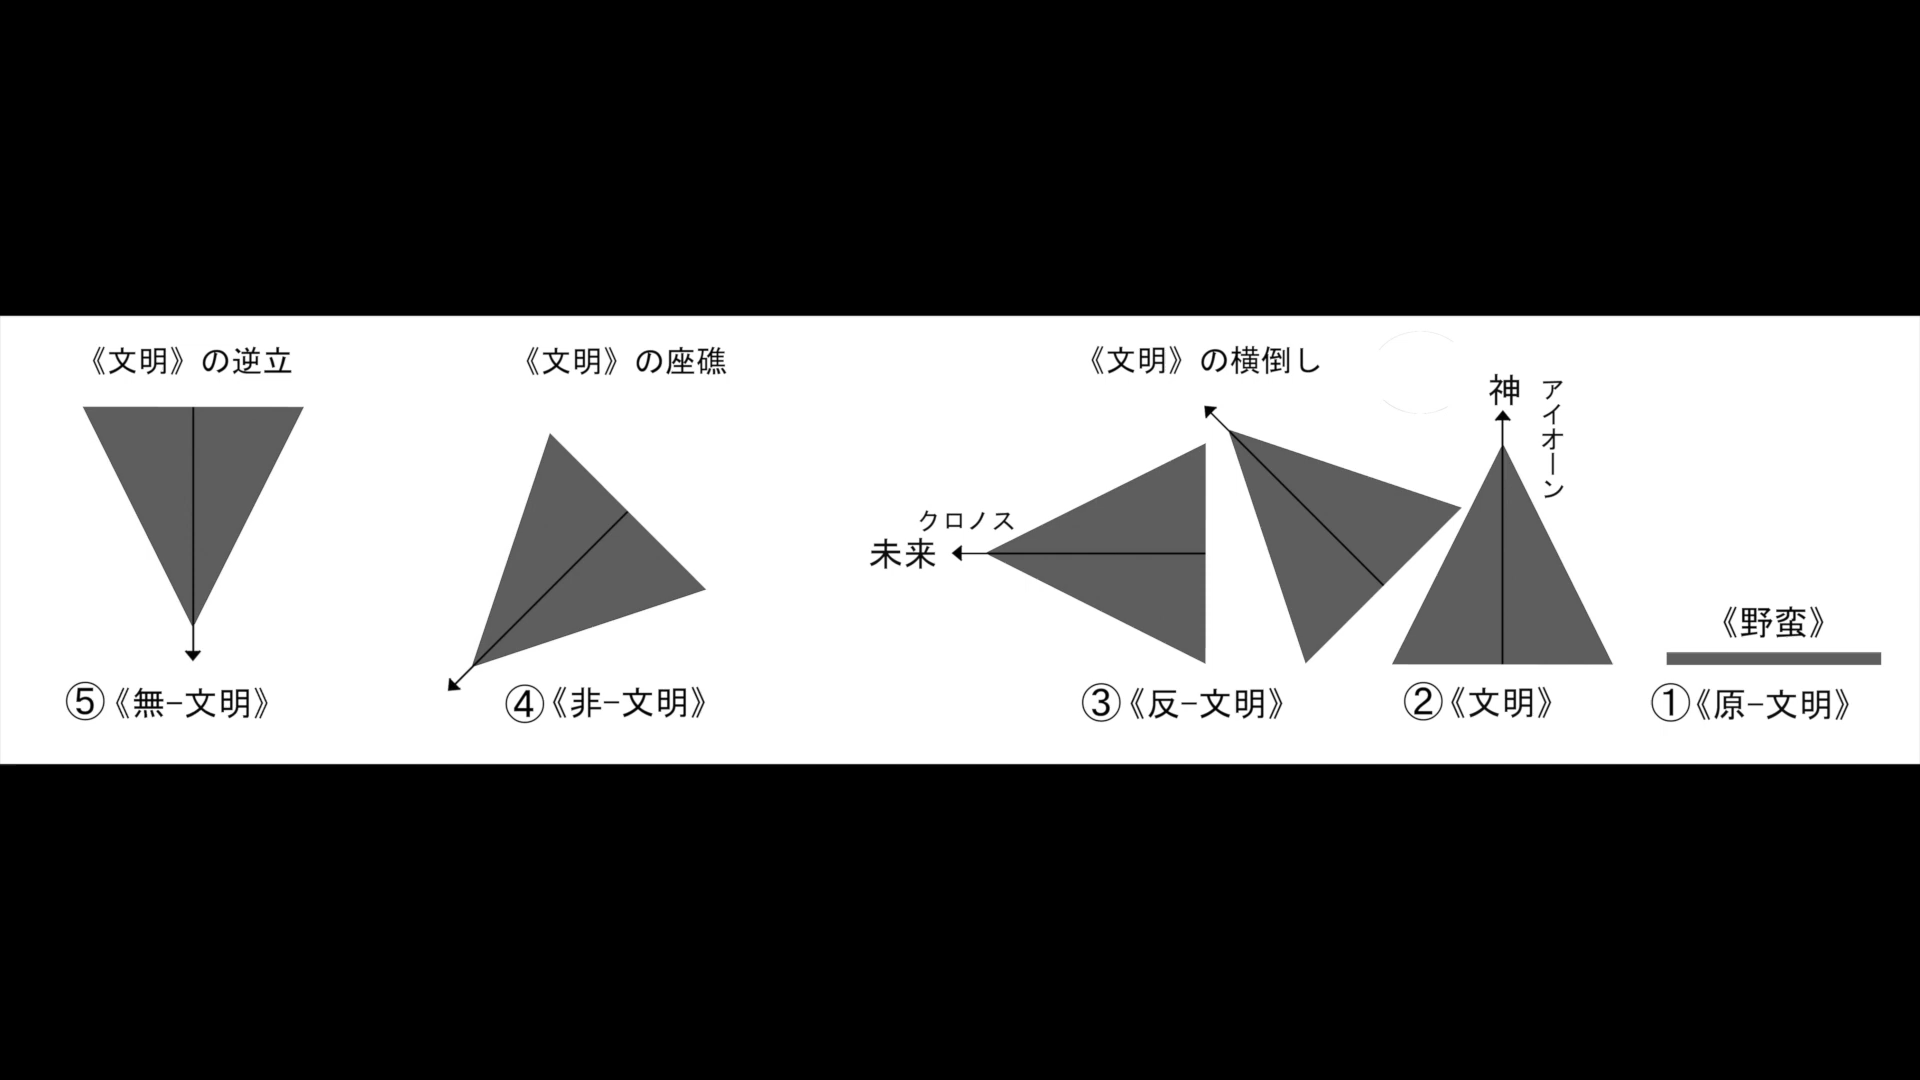 《文明》の逆立
《文明》の座礁
《文明》の横倒し
神
アイオーン
クロノス
未来
《野蛮》
⑤《無−文明》
④《非−文明》
③《反−文明》
②《文明》
①《原−文明》